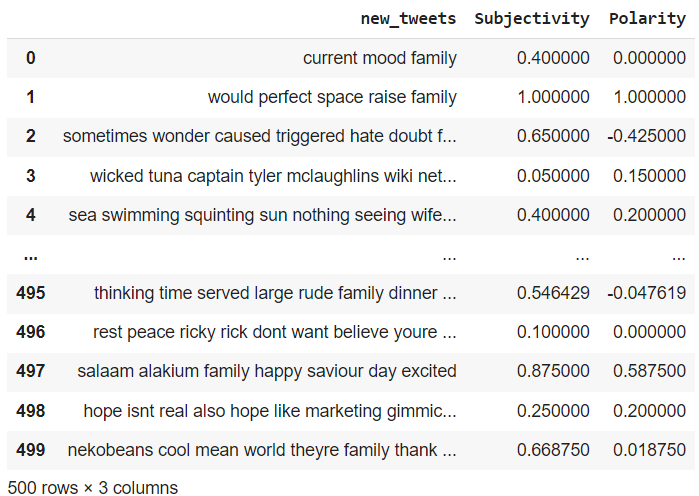 new_tweets Subjectivity Polarity
0 current mood family 0.400000 0.000000
1 would perfect space raise family 1.000000 1.000000
2 sometimes wonder caused triggered hate doubt f... 0.650000 -0.425000
3 wicked tuna captain tyler mclaughlins wiki net... 0.050000 0.150000
4 sea swimming squinting sun nothing seeing wife... 0.400000 0.200000
... ... ... ...
495 thinking time served large rude family dinner ... 0.546429 -0.047619
496 rest peace ricky rick dont want believe youre ... 0.100000 0.000000
497 salaam alakium family happy saviour day excited 0.875000 0.587500
498 hope isnt real also hope like marketing gimmic... 0.250000 0.200000
499 nekobeans cool mean world theyre family thank ... 0.668750 0.018750
500 rows × 3 columns